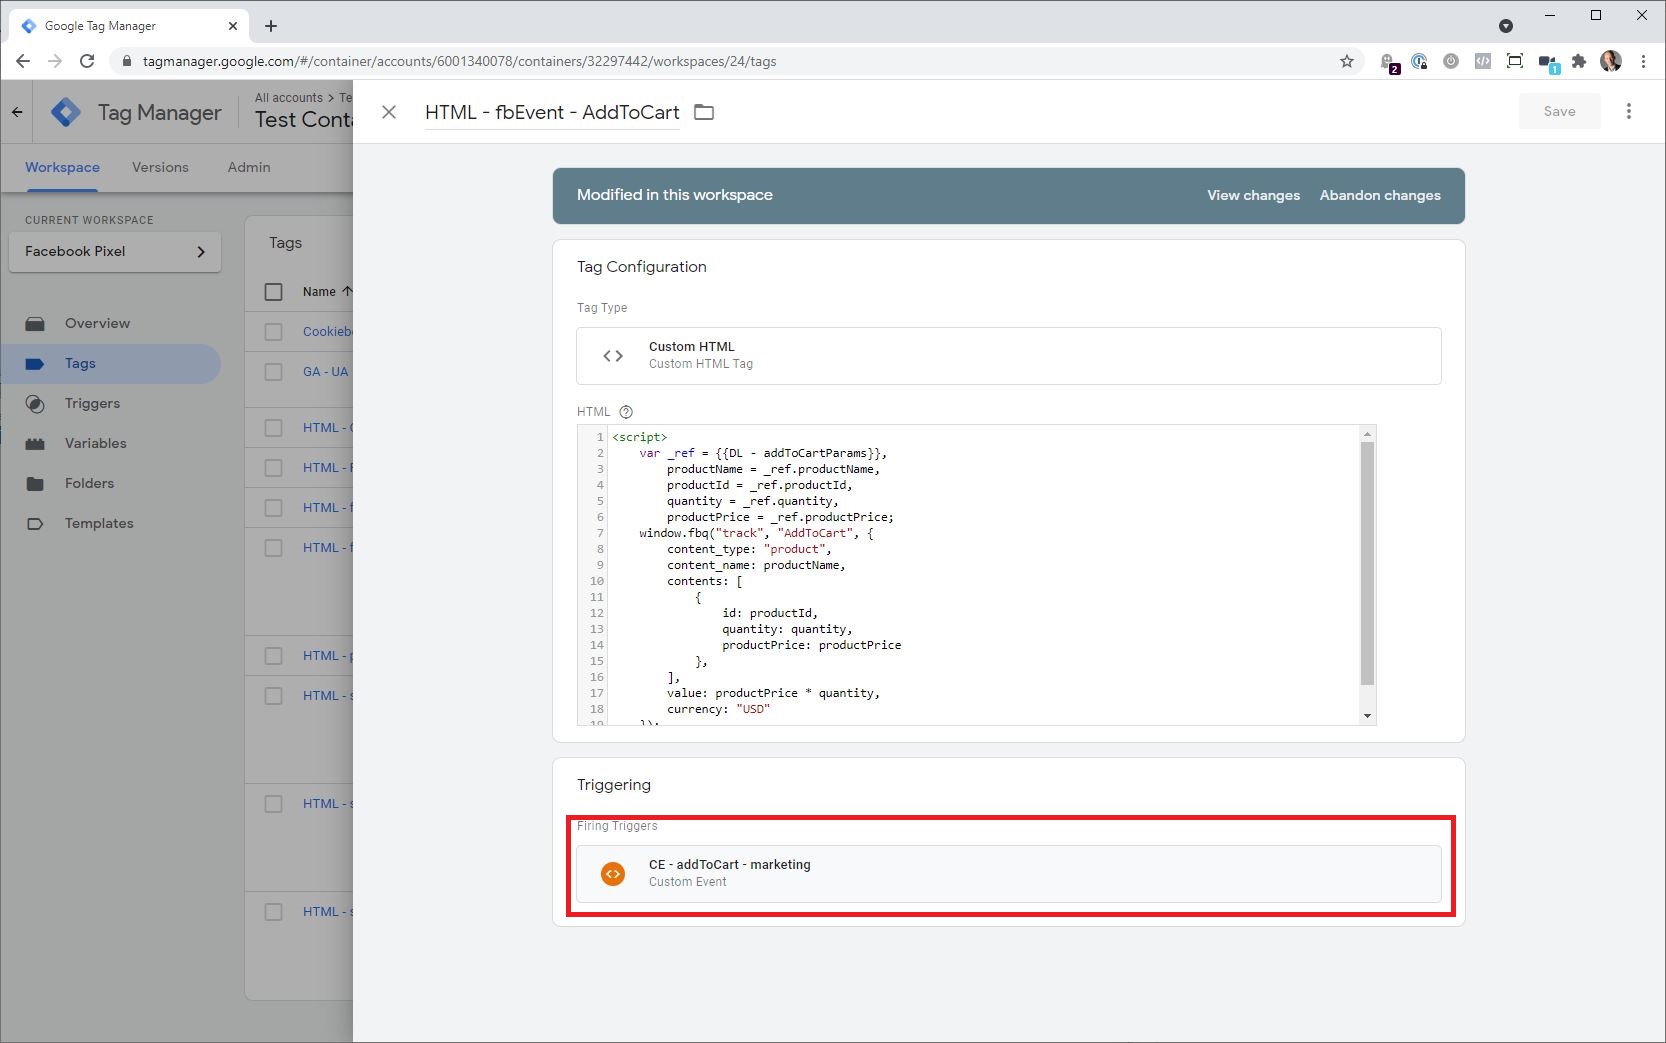 Google Tag Manager
tagmanager.google.com/#/container/accounts/6001340078/containers/32297442/workspaces/24/tags
2
1
Tag Manager
All accounts > Te
Test Conta
HTML - fbEvent - AddToCart
Save
Workspace
Versions
Admin
CURRENT WORKSPACE
Facebook Pixel
Overview
Tags
Triggers
Variables
Folders
Templates
Tags
Name
Cookiebo
GA - UA
HTML -
HTML - F
HTML - f
HTML - f
HTML - p
HTML - s
HTML - s
HTML - s
Modified in this workspace
View changes
Abandon changes
Tag Configuration
Tag Type
Custom HTML
Custom HTML Tag
HTML
1 <script>
2 var _ref = {{DL - addToCartParams}},
3 productName = _ref.productName,
4 productId = _ref.productId,
5 quantity = _ref.quantity,
6 productPrice = _ref.productPrice;
7 window.fbq("track", "AddToCart", {
8 content_type: "product",
9 content_name: productName,
10 contents: [
11 {
12 id: productId,
13 quantity: quantity,
14 productPrice: productPrice
15 },
16 ],
17 value: productPrice * quantity,
18 currency: "USD"
19 });
Triggering
Firing Triggers
CE - addToCart - marketing
Custom Event